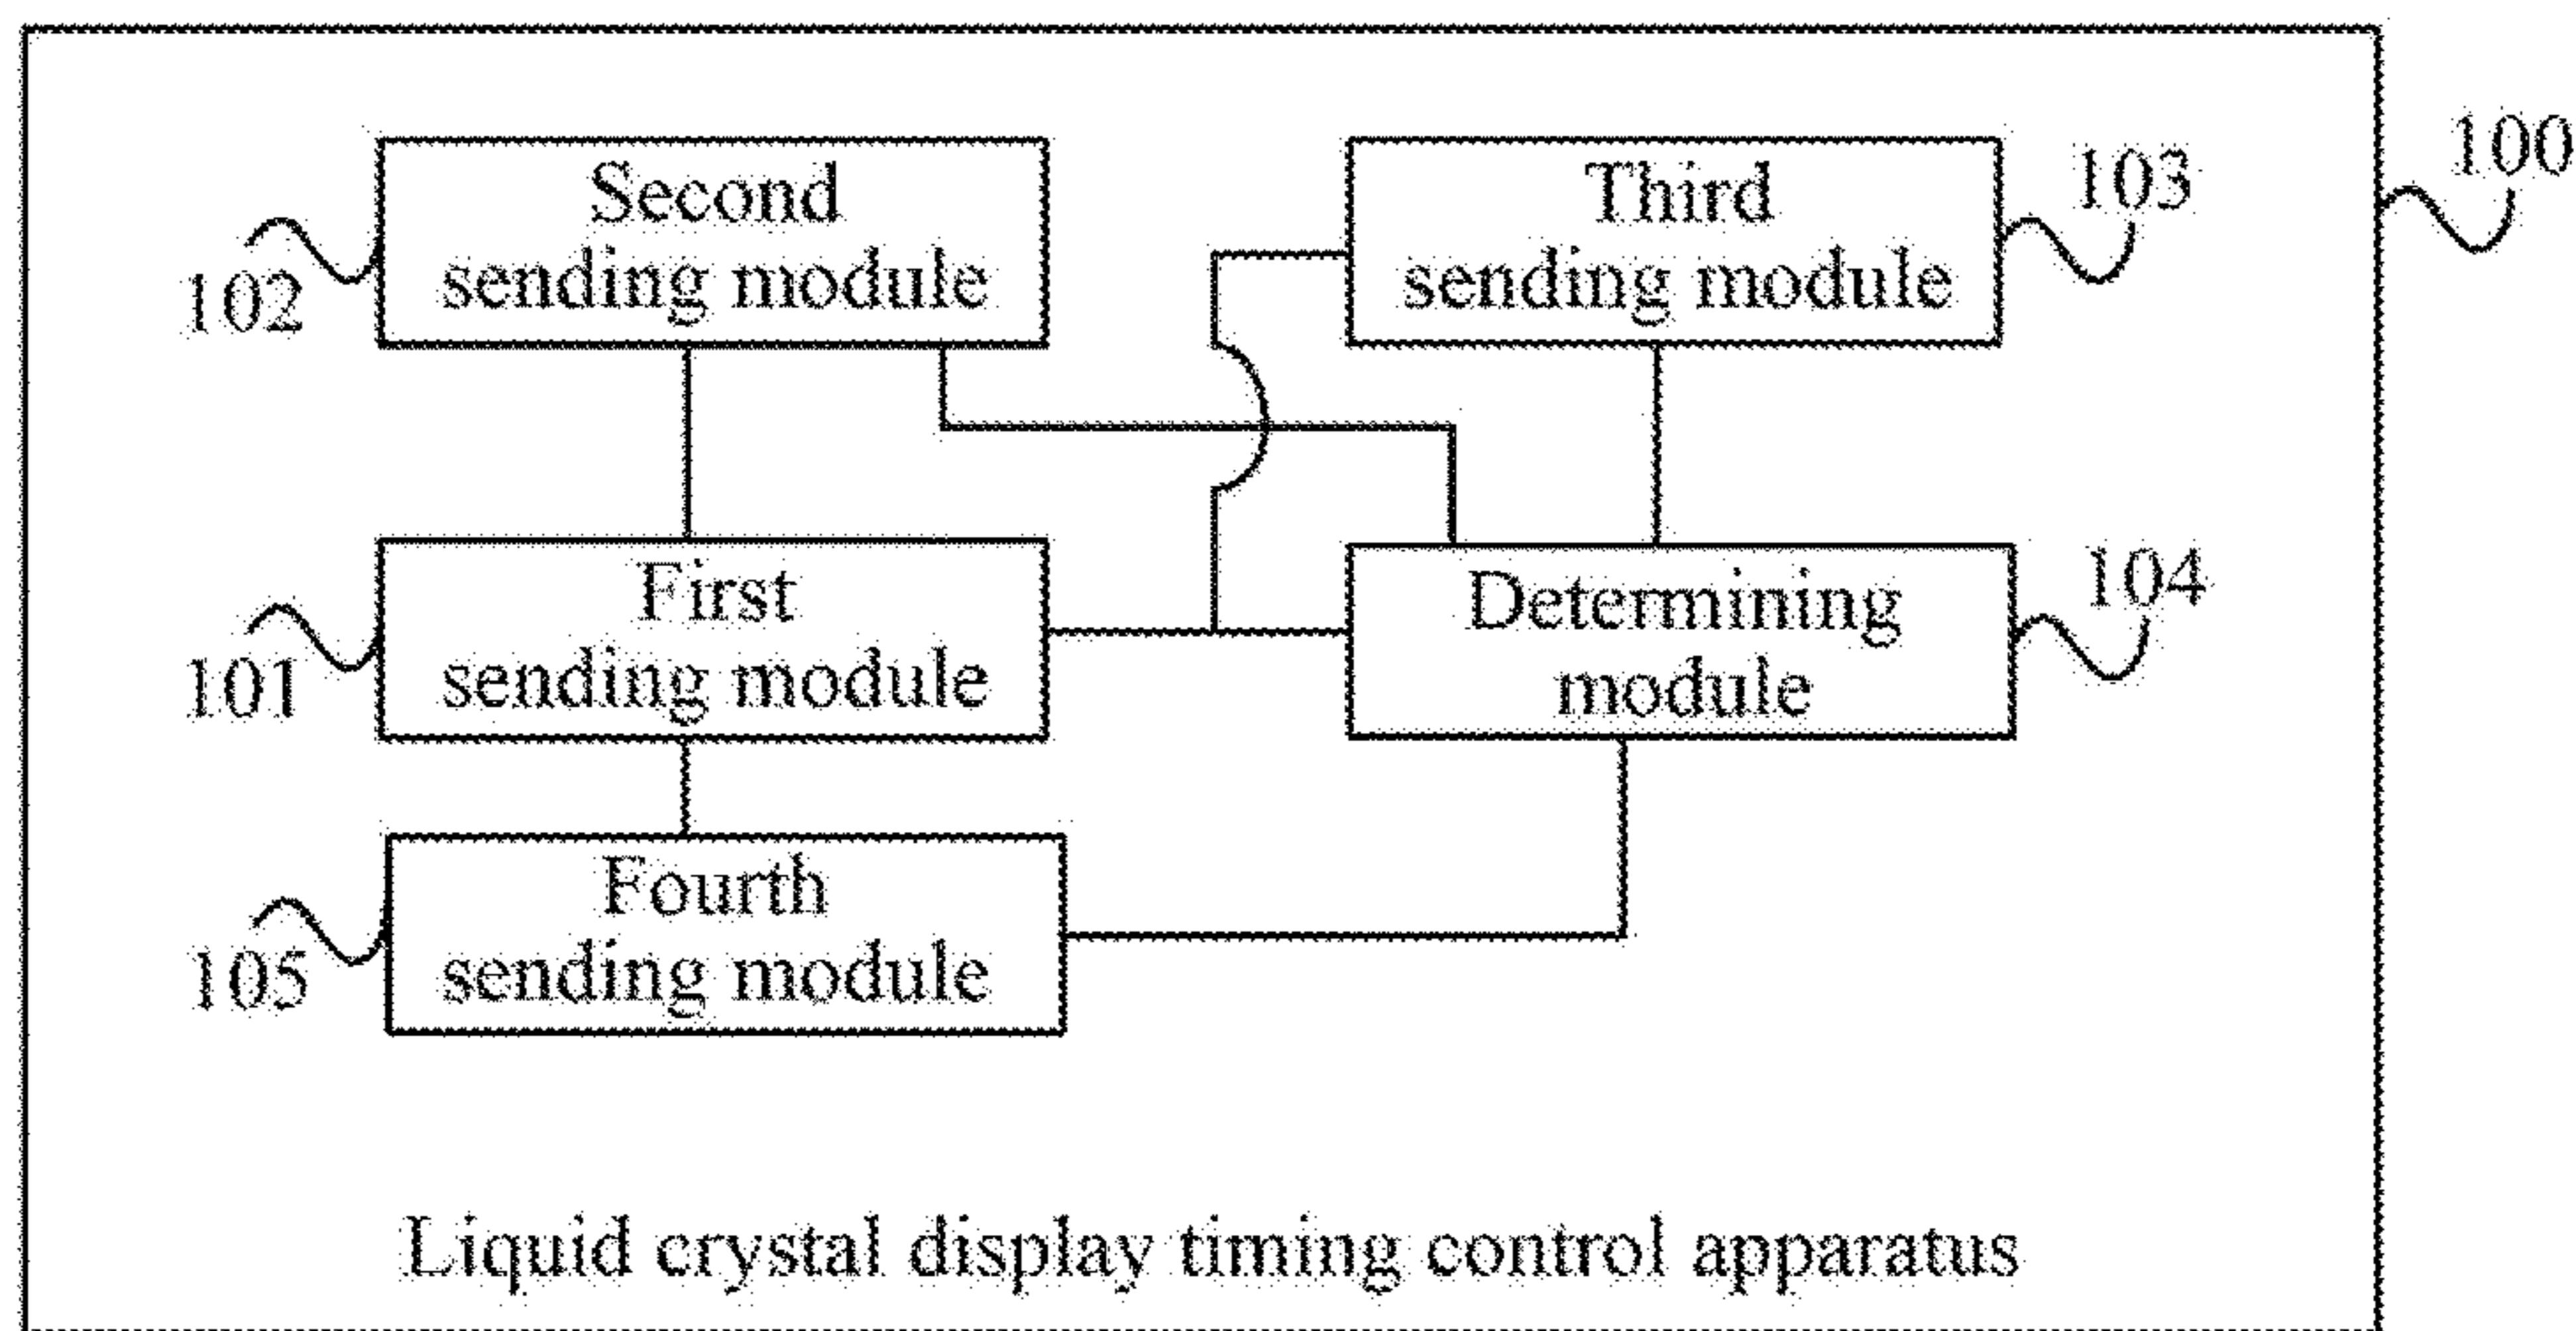 100
Second
sending module
102
Third
sending module
103
First
sending module
101
Determining
module
104
Fourth
sending module
105
Liquid crystal display timing control apparatus